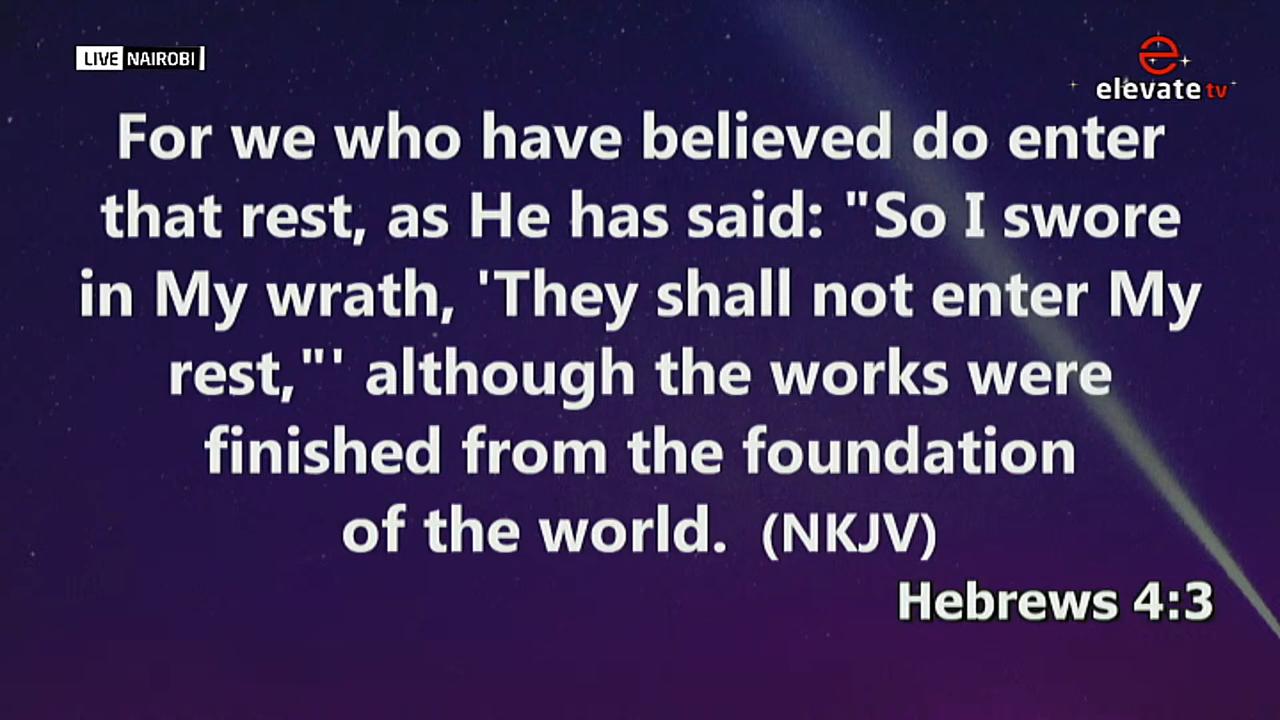 LIVE NAIROBI
elevate tv
For we who have believed do enter
that rest, as He has said: "So I swore
in My wrath, 'They shall not enter My
rest,"' although the works were
finished from the foundation
of the world. (NKJV)
Hebrews 4:3